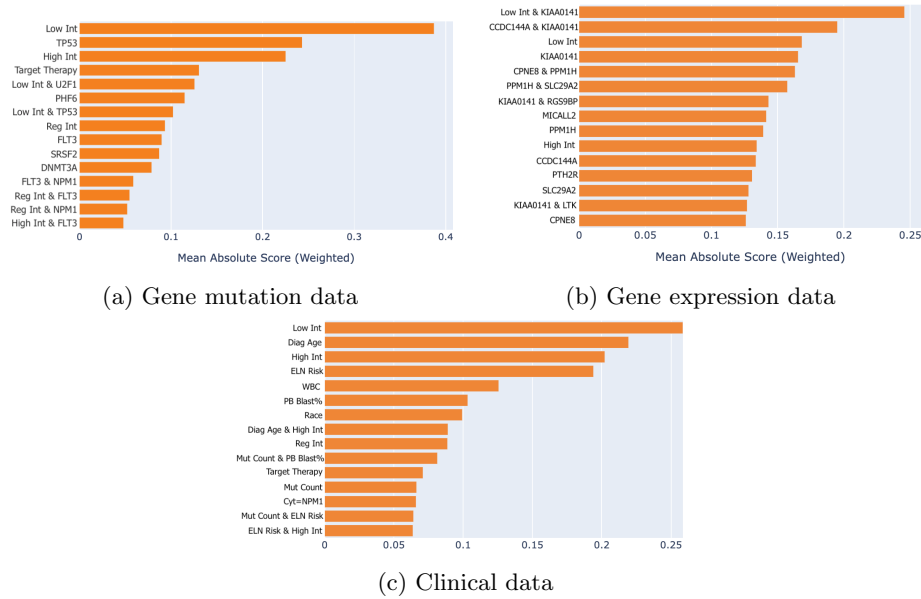 Low Int
TP53
High Int
Target Therapy
Low Int & U2F1
PHF6
Low Int & TP53
Reg Int
FLT3
SRSF2
DNMT3A
FLT3 & NPM1
Reg Int & FLT3
Reg Int & NPM1
High Int & FLT3
0 0.1 0.2 0.3 0.4
Mean Absolute Score (Weighted)
(a) Gene mutation data
Low Int & KIAA0141
CCDC144A & KIAA0141
Low Int
KIAA0141
CPNE8 & PPM1H
PPM1H & SLC29A2
KIAA0141 & RGS9BP
MICALL2
PPM1H
High Int
CCDC144A
PTH2R
SLC29A2
KIAA0141 & LTK
CPNE8
0 0.05 0.1 0.15 0.2 0.25
Mean Absolute Score (Weighted)
(b) Gene expression data
Low Int
Diag Age
High Int
ELN Risk
WBC
PB Blast%
Race
Diag Age & High Int
Reg Int
Mut Count & PB Blast%
Target Therapy
Mut Count
Cyt=NPM1
Mut Count & ELN Risk
ELN Risk & High Int
0 0.05 0.1 0.15 0.2 0.25
(c) Clinical data